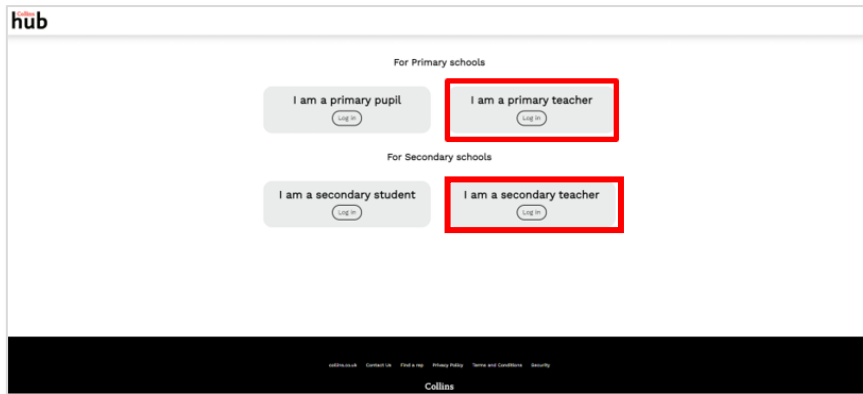 Collins
hub
For Primary schools
I am a primary pupil
Log in
I am a primary teacher
Log in
For Secondary schools
I am a secondary student
Log in
I am a secondary teacher
Log in
collins.co.uk Contact Us Find a rep Privacy Policy Terms and Conditions Security
Collins